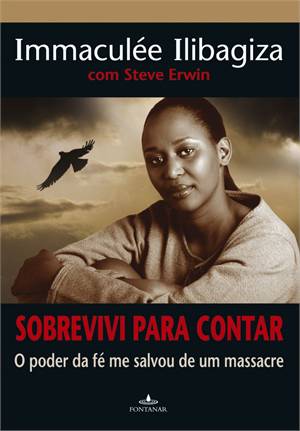 Immaculée Ilibagiza
com Steve Erwin
SOBREVIVI PARA CONTAR
O poder da fé me salvou de um massacre
FONTANAR